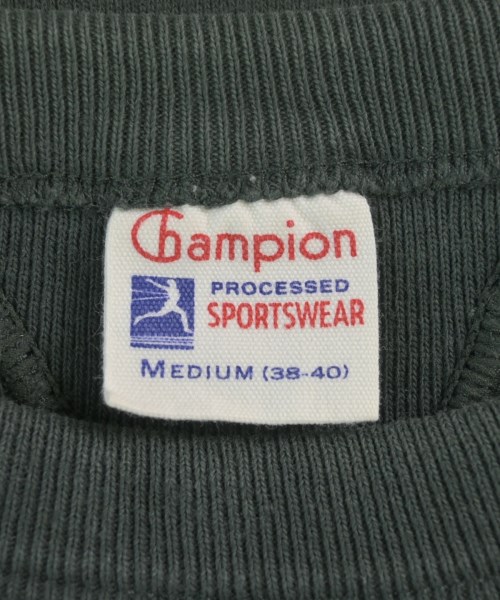 Champion
PROCESSED
SPORTSWEAR
MEDIUM (38-40)